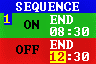 SEQUENCE
1 ON END
08:30
OFF END
12:30